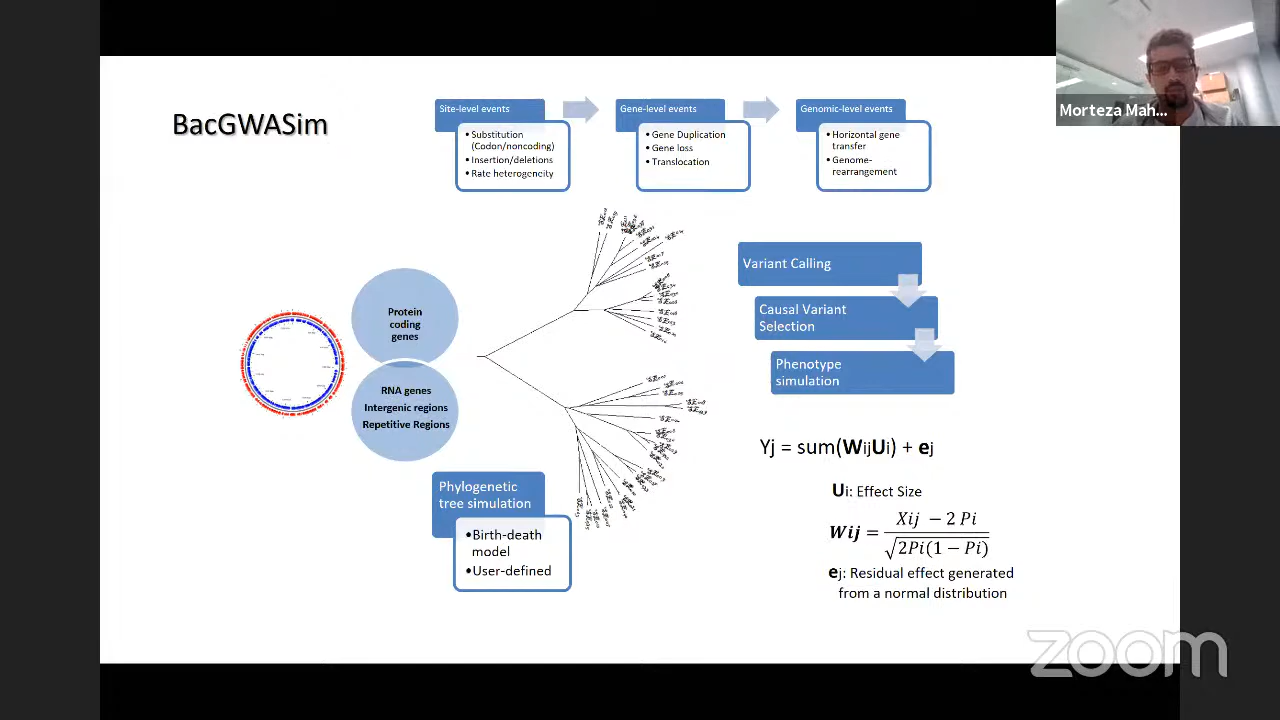 Morteza Mah...
BacGWASim
Site-level events
• Substitution
(Codon/noncoding)
• Insertion/deletions
• Rate heterogeneity
Gene-level events
• Gene Duplication
• Gene loss
• Translocation
Genomic-level events
• Horizontal gene
transfer
• Genome-
rearrangement
Protein
coding
genes
RNA genes
Intergenic regions
Repetitive Regions
Phylogenetic
tree simulation
•Birth-death
model
•User-defined
Variant Calling
Causal Variant
Selection
Phenotype
simulation
Yj = sum(WijUi) + ej
Ui: Effect Size
Wij = (Xij − 2 Pi) / √2Pi(1 − Pi)
ej: Residual effect generated
from a normal distribution
zoom